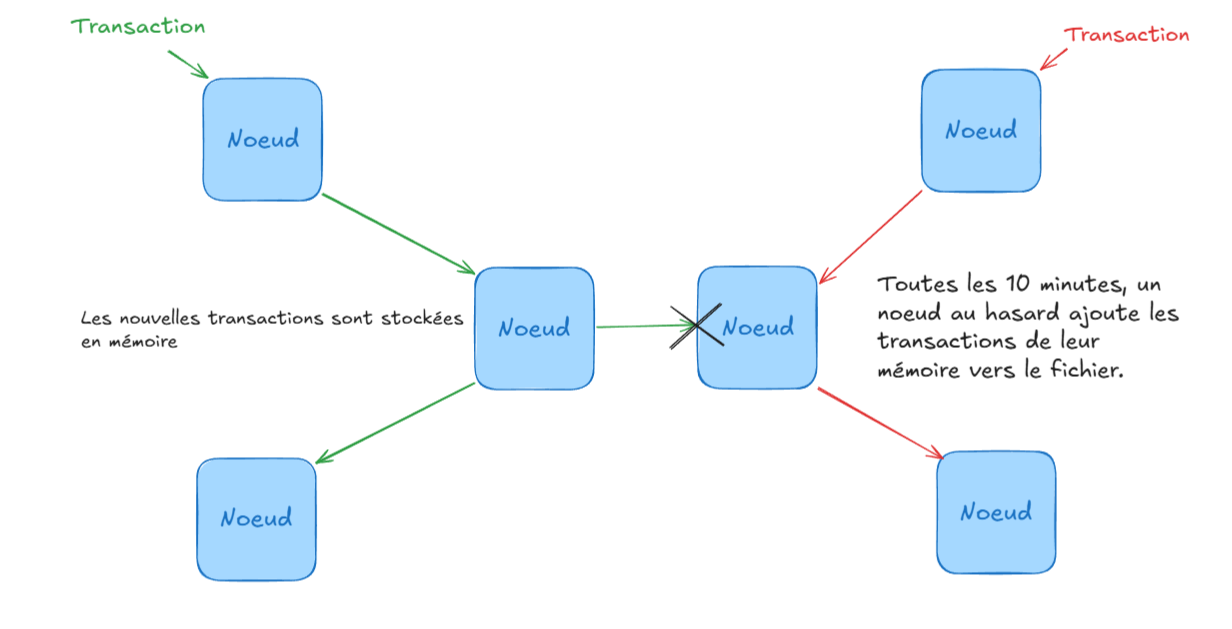 Transaction
Transaction
Noeud
Noeud
Les nouvelles transactions sont stockées
en mémoire
Noeud
Noeud
Toutes les 10 minutes, un
noeud au hasard ajoute les
transactions de leur
mémoire vers le fichier.
Noeud
Noeud